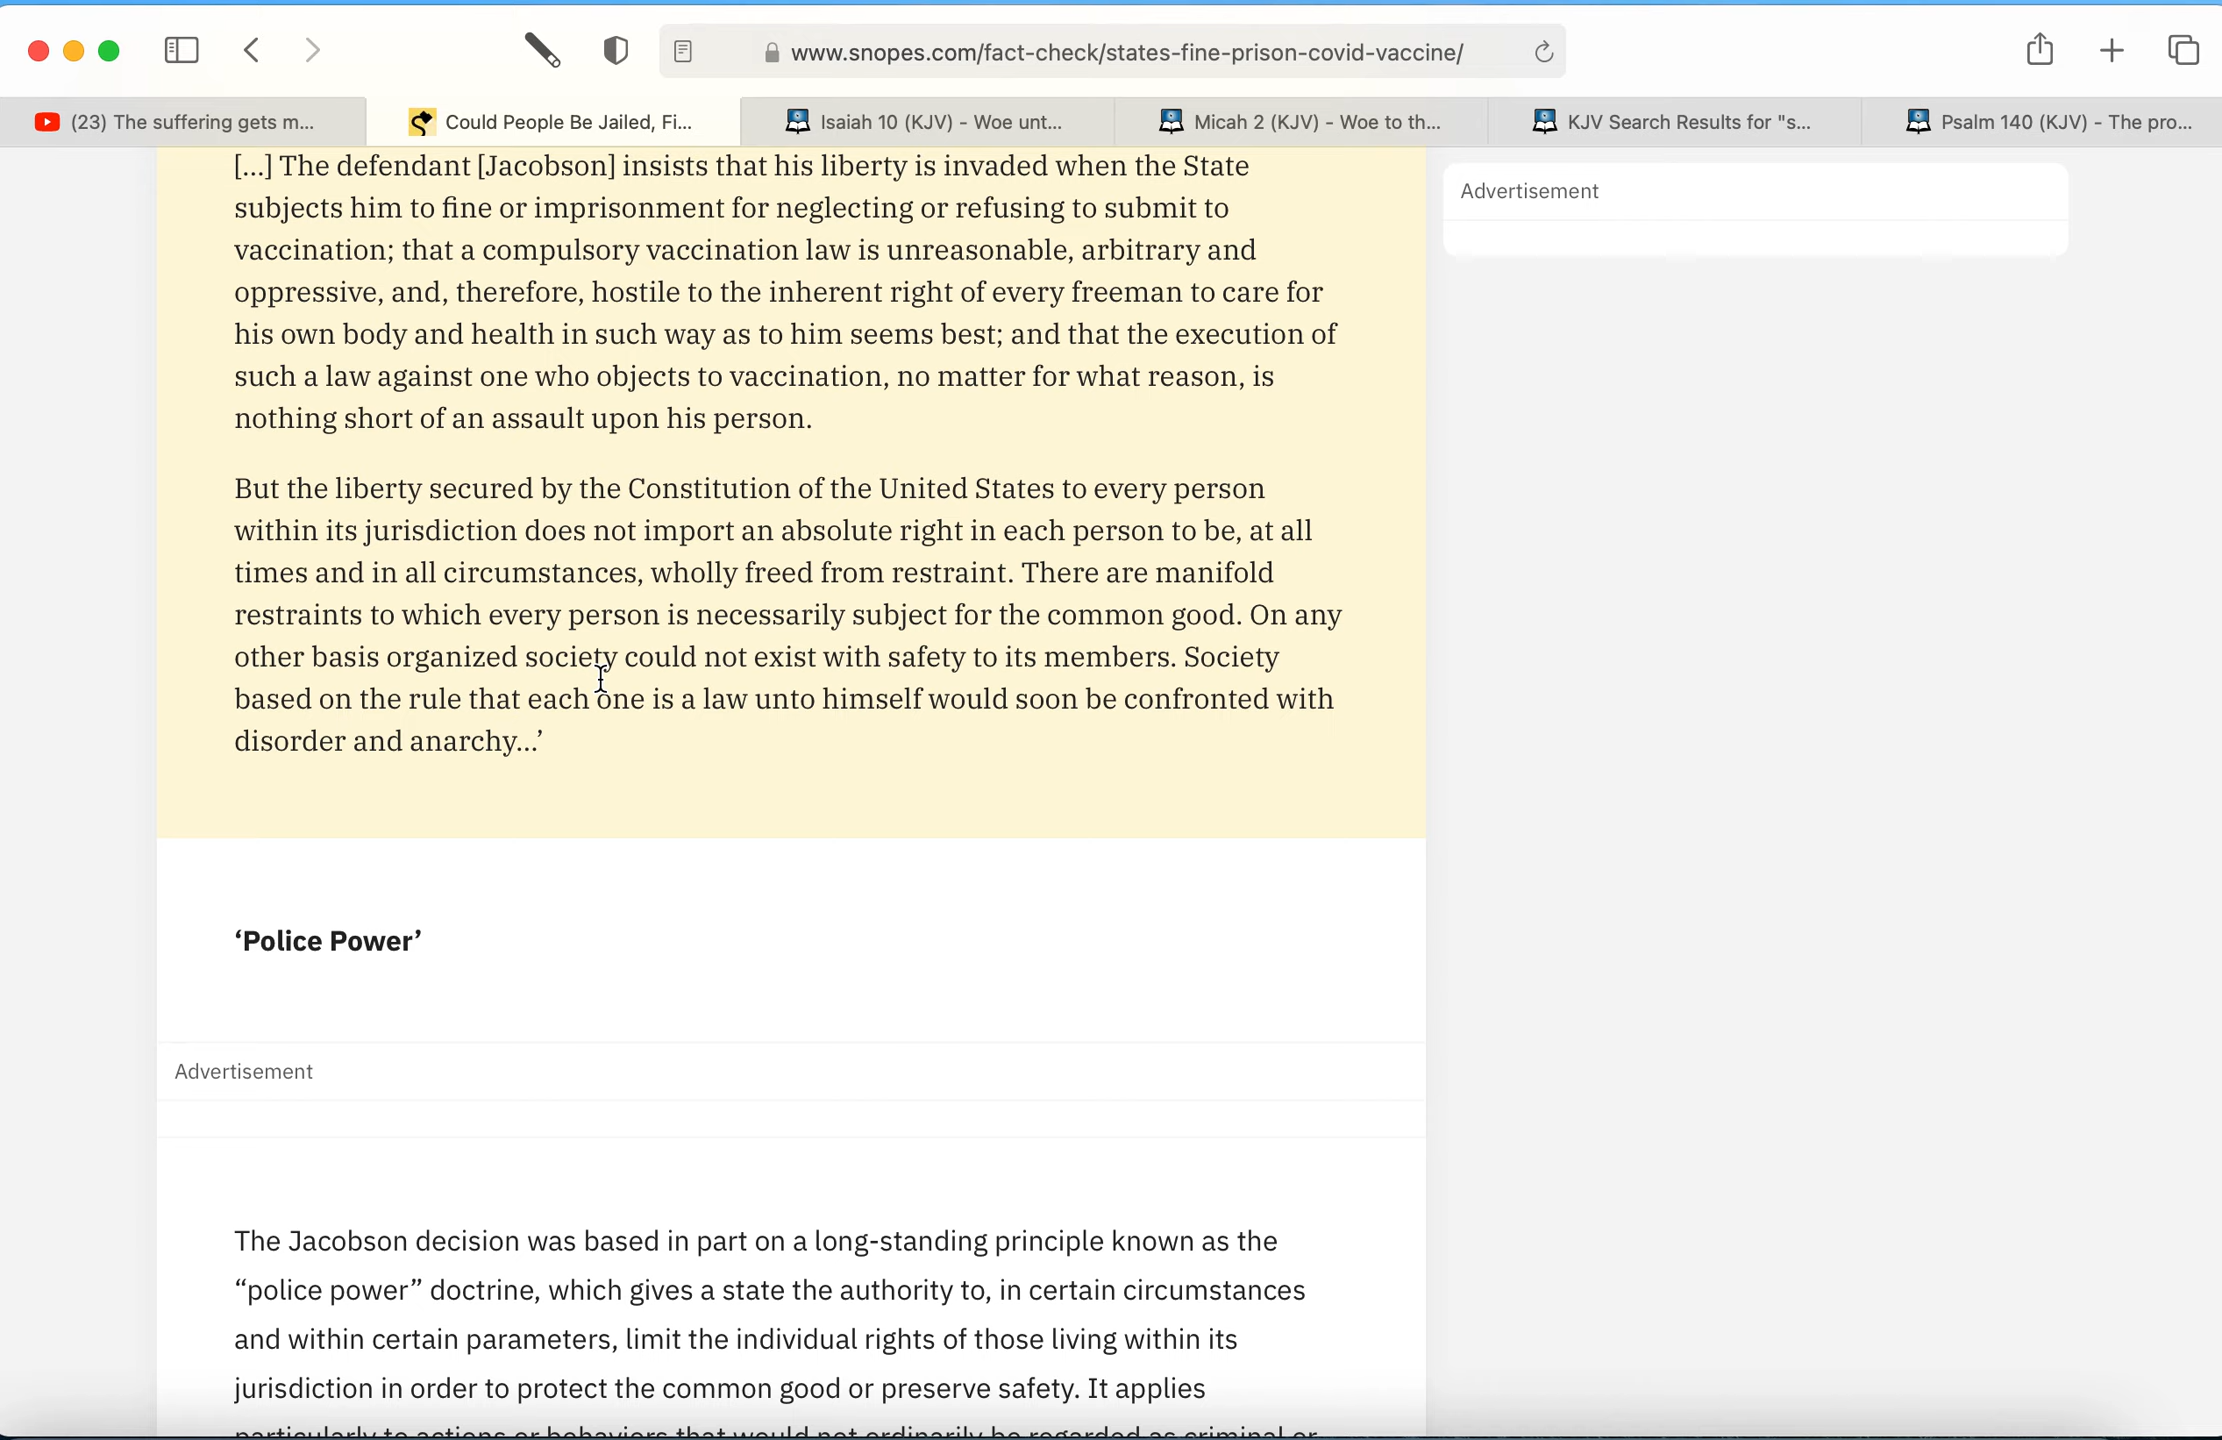 www.snopes.com/fact-check/states-fine-prison-covid-vaccine/
(23) The suffering gets m...
Could People Be Jailed, Fi...
Isaiah 10 (KJV) - Woe unt...
Micah 2 (KJV) - Woe to th...
KJV Search Results for "s...
Psalm 140 (KJV) - The pro...
[...] The defendant [Jacobson] insists that his liberty is invaded when the State
subjects him to fine or imprisonment for neglecting or refusing to submit to
vaccination; that a compulsory vaccination law is unreasonable, arbitrary and
oppressive, and, therefore, hostile to the inherent right of every freeman to care for
his own body and health in such way as to him seems best; and that the execution of
such a law against one who objects to vaccination, no matter for what reason, is
nothing short of an assault upon his person.
But the liberty secured by the Constitution of the United States to every person
within its jurisdiction does not import an absolute right in each person to be, at all
times and in all circumstances, wholly freed from restraint. There are manifold
restraints to which every person is necessarily subject for the common good. On any
other basis organized society could not exist with safety to its members. Society
based on the rule that each one is a law unto himself would soon be confronted with
disorder and anarchy...’
‘Police Power’
Advertisement
The Jacobson decision was based in part on a long-standing principle known as the
“police power” doctrine, which gives a state the authority to, in certain circumstances
and within certain parameters, limit the individual rights of those living within its
jurisdiction in order to protect the common good or preserve safety. It applies
particularly to actions or behaviors that would not ordinarily be regarded as criminal or
Advertisement